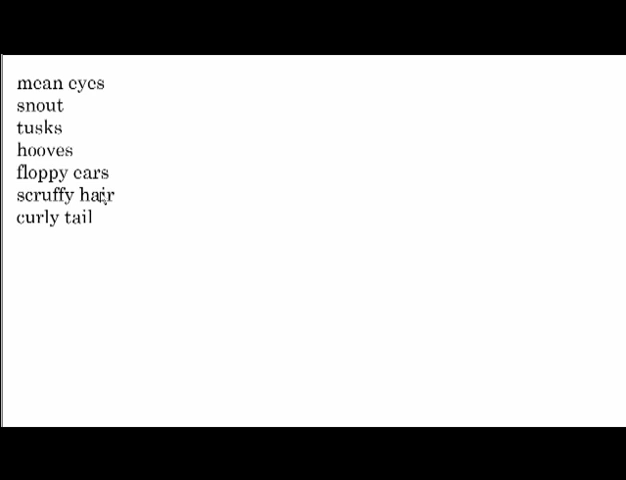 mean eyes
snout
tusks
hooves
floppy ears
scruffy hair
curly tail